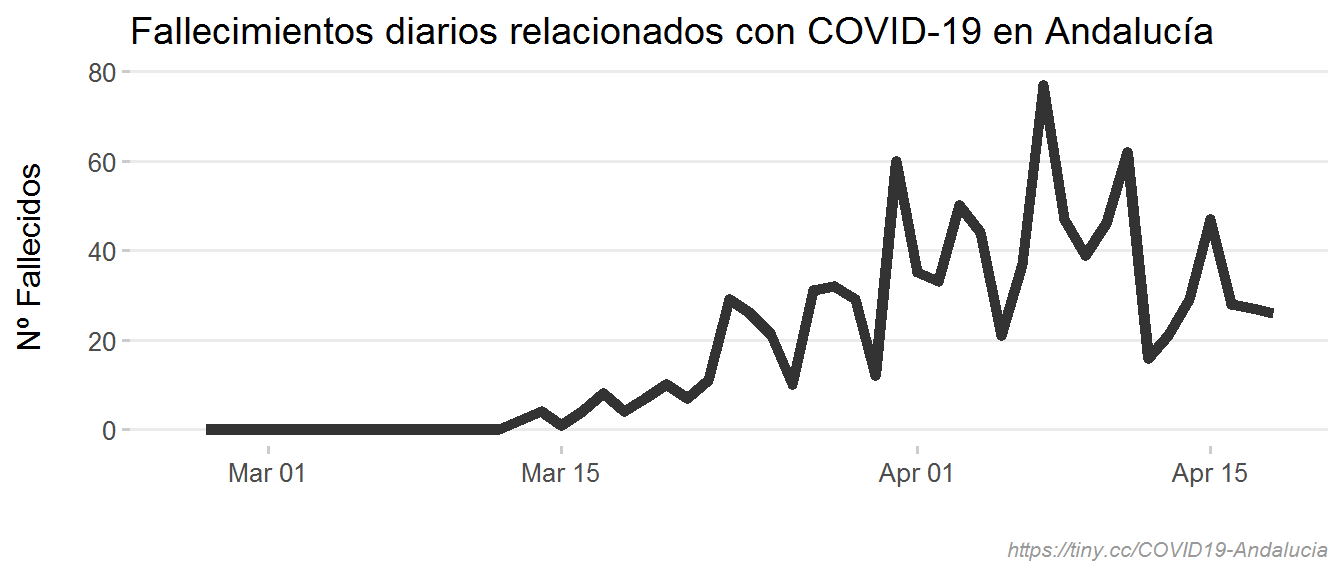 Fallecimientos diarios relacionados con COVID-19 en Andalucía
Nº Fallecidos
80
60
40
20
0
Mar 01
Mar 15
Apr 01
Apr 15
https://tiny.cc/COVID19-Andalucia